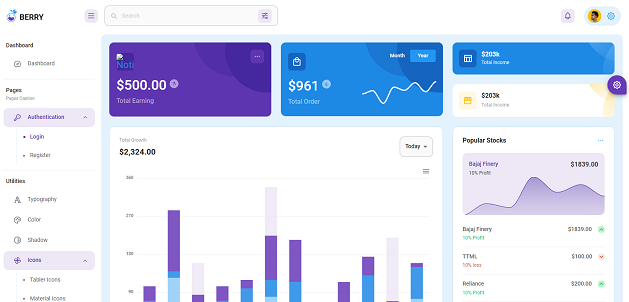 BERRY
Search
Dashboard
Dashboard
Pages
Pages Caption
Authentication
Login
Register
Utilities
Typography
Color
Shadow
Icons
Tabler Icons
Material Icons
Noti
$500.00
Total Earning
Month
Year
$961
Total Order
$203k
Total Income
$203k
Total Income
Total Growth
$2,324.00
Today
360
270
180
90
Popular Stocks
Bajaj Finery
$1839.00
10% Profit
Bajaj Finery
$1839.00
10% Profit
TTML
$100.00
10% loss
Reliance
$200.00
10% Profit